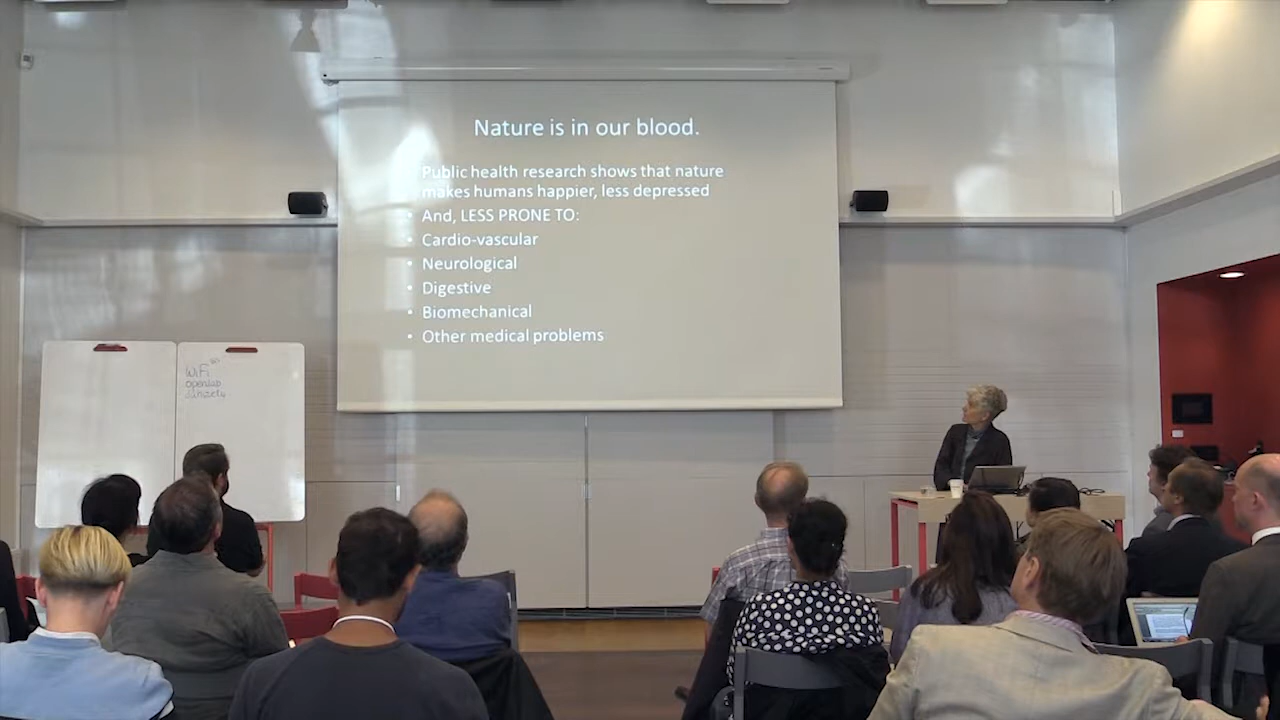 Nature is in our blood.
Public health research shows that nature
makes humans happier, less depressed
• And, LESS PRONE TO:
• Cardio-vascular
• Neurological
• Digestive
• Biomechanical
• Other medical problems
WiFi
openlab